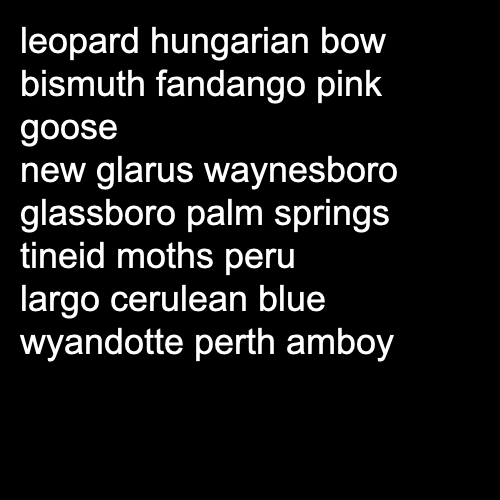 leopard hungarian bow
bismuth fandango pink
goose
new glarus waynesboro
glassboro palm springs
tineid moths peru
largo cerulean blue
wyandotte perth amboy